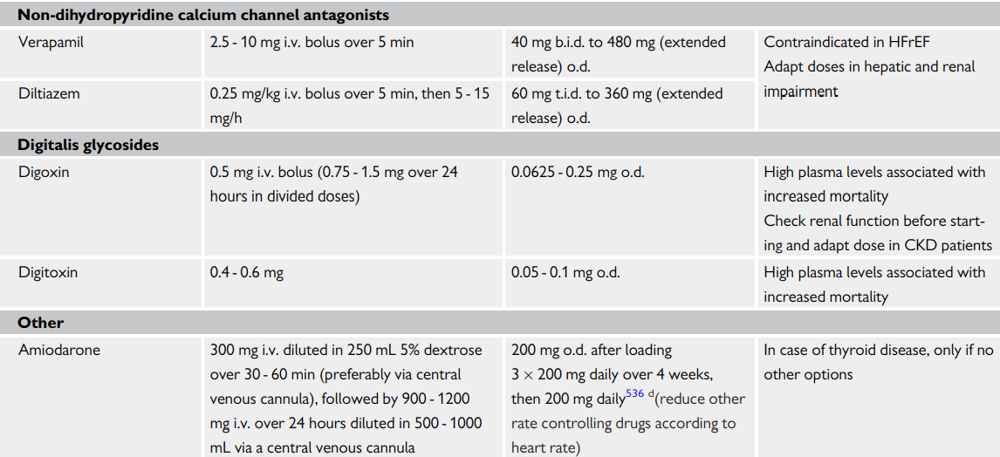 Non-dihydropyridine calcium channel antagonists
Verapamil
2.5 - 10 mg i.v. bolus over 5 min
40 mg b.i.d. to 480 mg (extended
release) o.d.
Contraindicated in HFrEF
Adapt doses in hepatic and renal
impairment
Diltiazem
0.25 mg/kg i.v. bolus over 5 min, then 5 - 15
mg/h
60 mg t.i.d. to 360 mg (extended
release) o.d.
Digitalis glycosides
Digoxin
0.5 mg i.v. bolus (0.75 - 1.5 mg over 24
hours in divided doses)
0.0625 - 0.25 mg o.d.
High plasma levels associated with
increased mortality
Check renal function before start-
ing and adapt dose in CKD patients
Digitoxin
0.4 - 0.6 mg
0.05 - 0.1 mg o.d.
High plasma levels associated with
increased mortality
Other
Amiodarone
300 mg i.v. diluted in 250 mL 5% dextrose
over 30 - 60 min (preferably via central
venous cannula), followed by 900 - 1200
mg i.v. over 24 hours diluted in 500 - 1000
mL via a central venous cannula
200 mg o.d. after loading
3 × 200 mg daily over 4 weeks,
then 200 mg daily536 d(reduce other
rate controlling drugs according to
heart rate)
In case of thyroid disease, only if no
other options